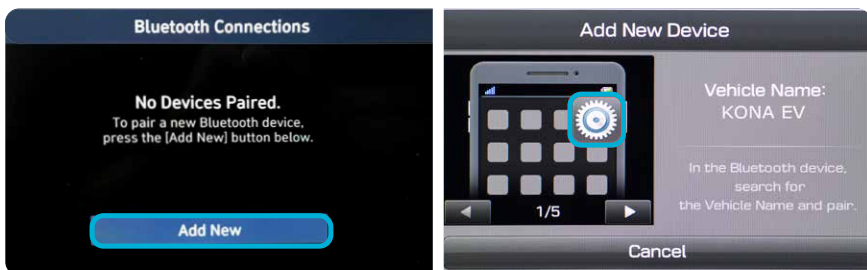 Bluetooth Connections
No Devices Paired.
To pair a new Bluetooth device,
press the [Add New] button below.
Add New
Add New Device
Vehicle Name:
KONA EV
In the Bluetooth device,
search for
the Vehicle Name and pair.
1/5
Cancel